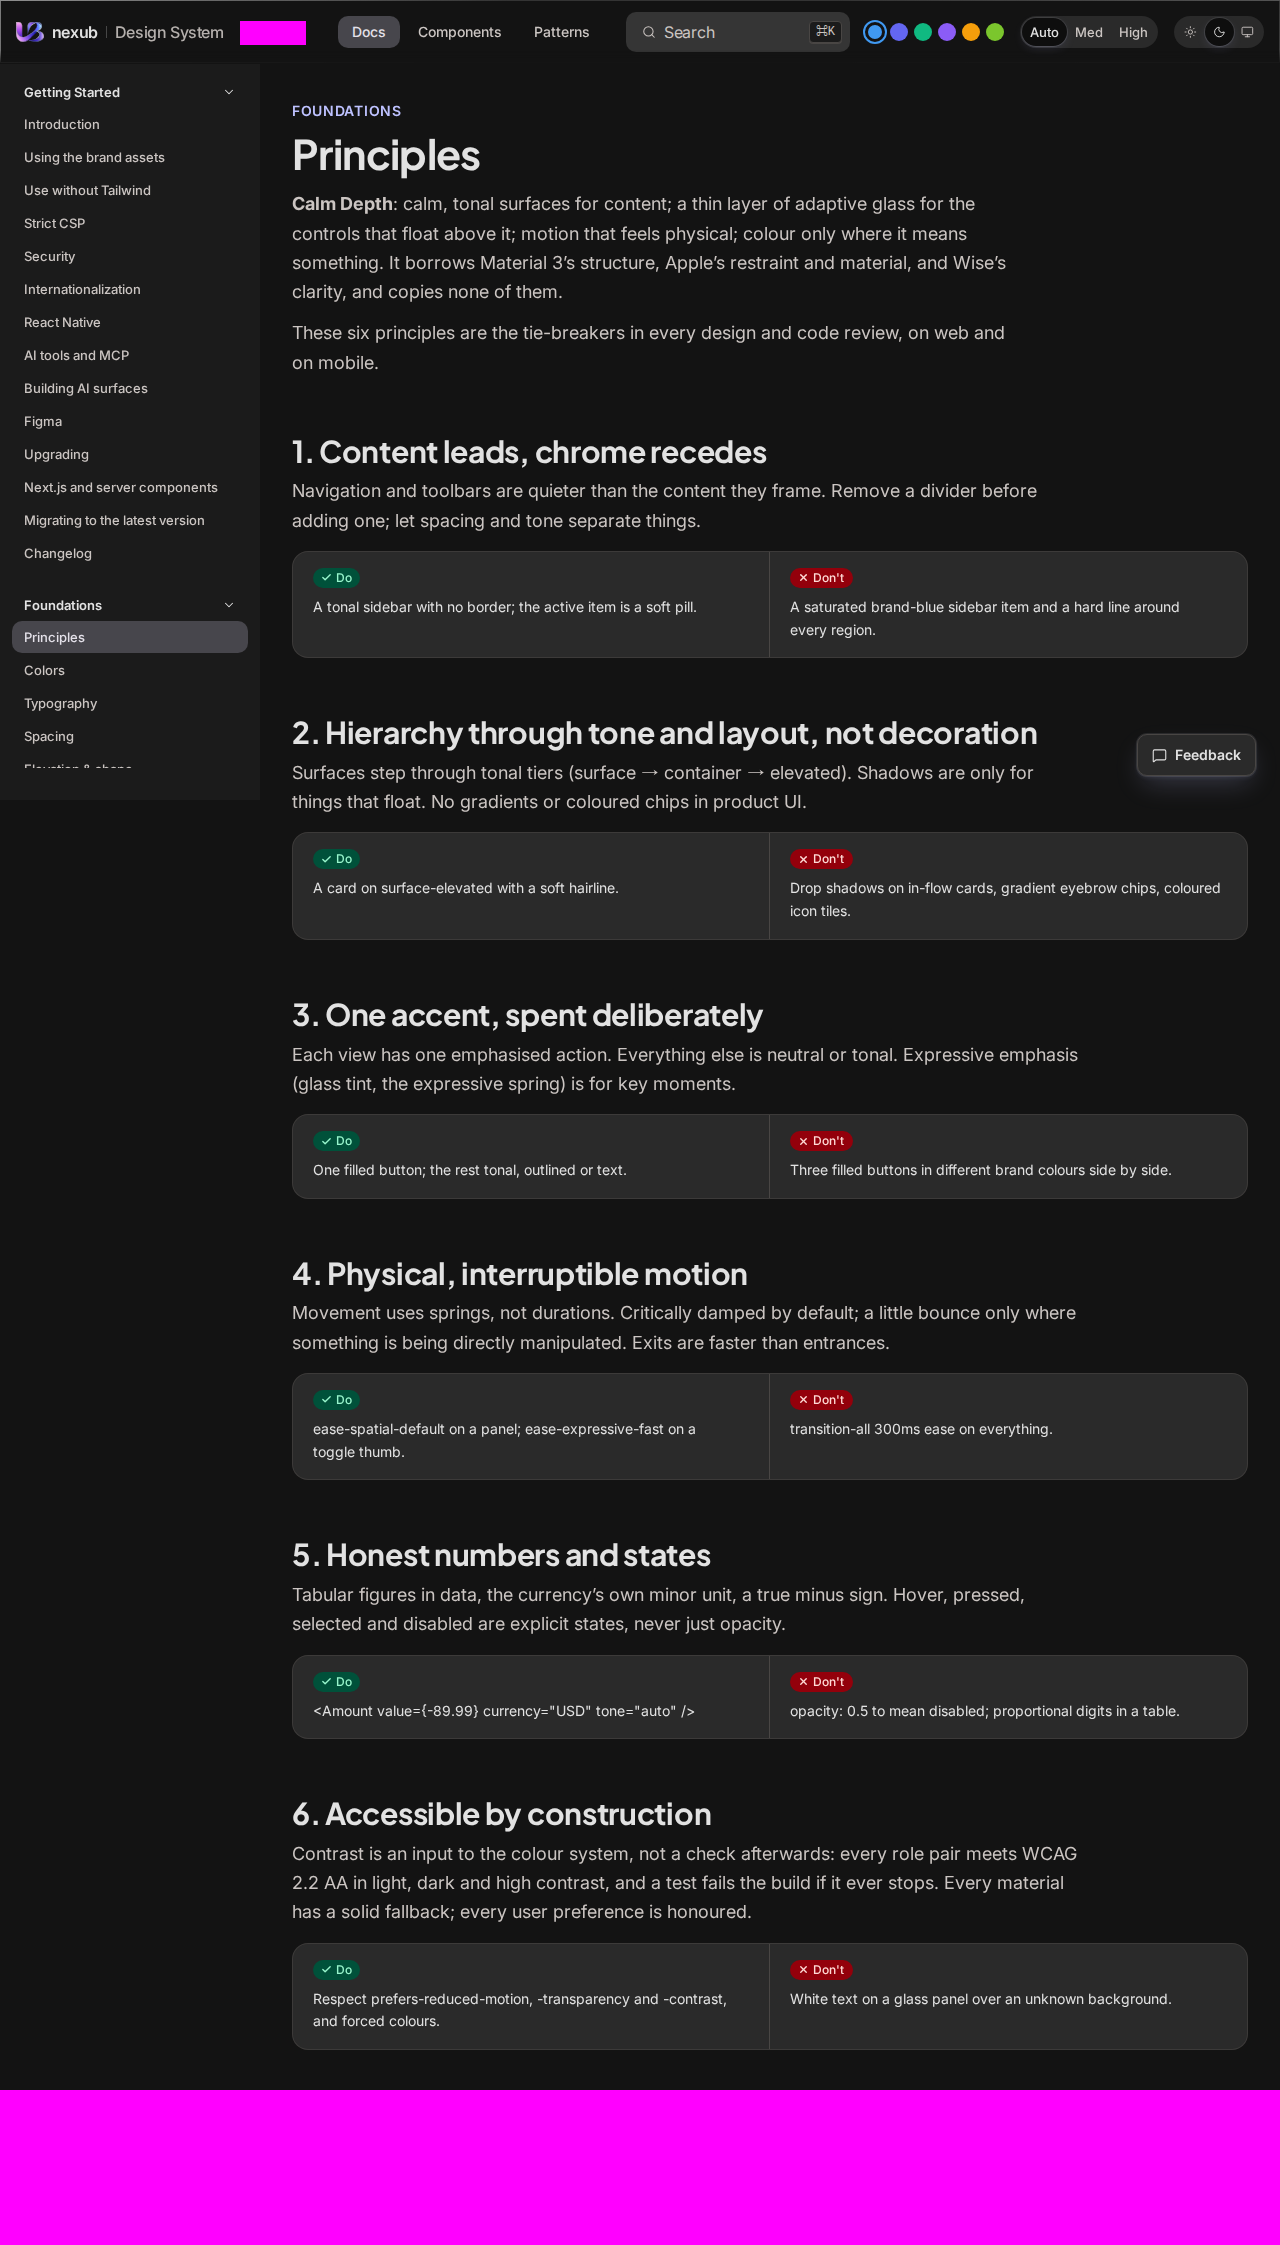 nexub
Design System
Docs
Components
Patterns
Search
⌘K
Auto
Med
High
Getting Started
Introduction
Using the brand assets
Use without Tailwind
Strict CSP
Security
Internationalization
React Native
AI tools and MCP
Building AI surfaces
Figma
Upgrading
Next.js and server components
Migrating to the latest version
Changelog
Foundations
Principles
Colors
Typography
Spacing
Elevation & shape
FOUNDATIONS
Principles
Calm Depth: calm, tonal surfaces for content; a thin layer of adaptive glass for the
controls that float above it; motion that feels physical; colour only where it means
something. It borrows Material 3’s structure, Apple’s restraint and material, and Wise’s
clarity, and copies none of them.
These six principles are the tie-breakers in every design and code review, on web and
on mobile.
1. Content leads, chrome recedes
Navigation and toolbars are quieter than the content they frame. Remove a divider before
adding one; let spacing and tone separate things.
Do
A tonal sidebar with no border; the active item is a soft pill.
Don't
A saturated brand-blue sidebar item and a hard line around
every region.
2. Hierarchy through tone and layout, not decoration
Surfaces step through tonal tiers (surface → container → elevated). Shadows are only for
things that float. No gradients or coloured chips in product UI.
Feedback
Do
A card on surface-elevated with a soft hairline.
Don't
Drop shadows on in-flow cards, gradient eyebrow chips, coloured
icon tiles.
3. One accent, spent deliberately
Each view has one emphasised action. Everything else is neutral or tonal. Expressive emphasis
(glass tint, the expressive spring) is for key moments.
Do
One filled button; the rest tonal, outlined or text.
Don't
Three filled buttons in different brand colours side by side.
4. Physical, interruptible motion
Movement uses springs, not durations. Critically damped by default; a little bounce only where
something is being directly manipulated. Exits are faster than entrances.
Do
ease-spatial-default on a panel; ease-expressive-fast on a
toggle thumb.
Don't
transition-all 300ms ease on everything.
5. Honest numbers and states
Tabular figures in data, the currency’s own minor unit, a true minus sign. Hover, pressed,
selected and disabled are explicit states, never just opacity.
Do
<Amount value={-89.99} currency="USD" tone="auto" />
Don't
opacity: 0.5 to mean disabled; proportional digits in a table.
6. Accessible by construction
Contrast is an input to the colour system, not a check afterwards: every role pair meets WCAG
2.2 AA in light, dark and high contrast, and a test fails the build if it ever stops. Every material
has a solid fallback; every user preference is honoured.
Do
Respect prefers-reduced-motion, -transparency and -contrast,
and forced colours.
Don't
White text on a glass panel over an unknown background.